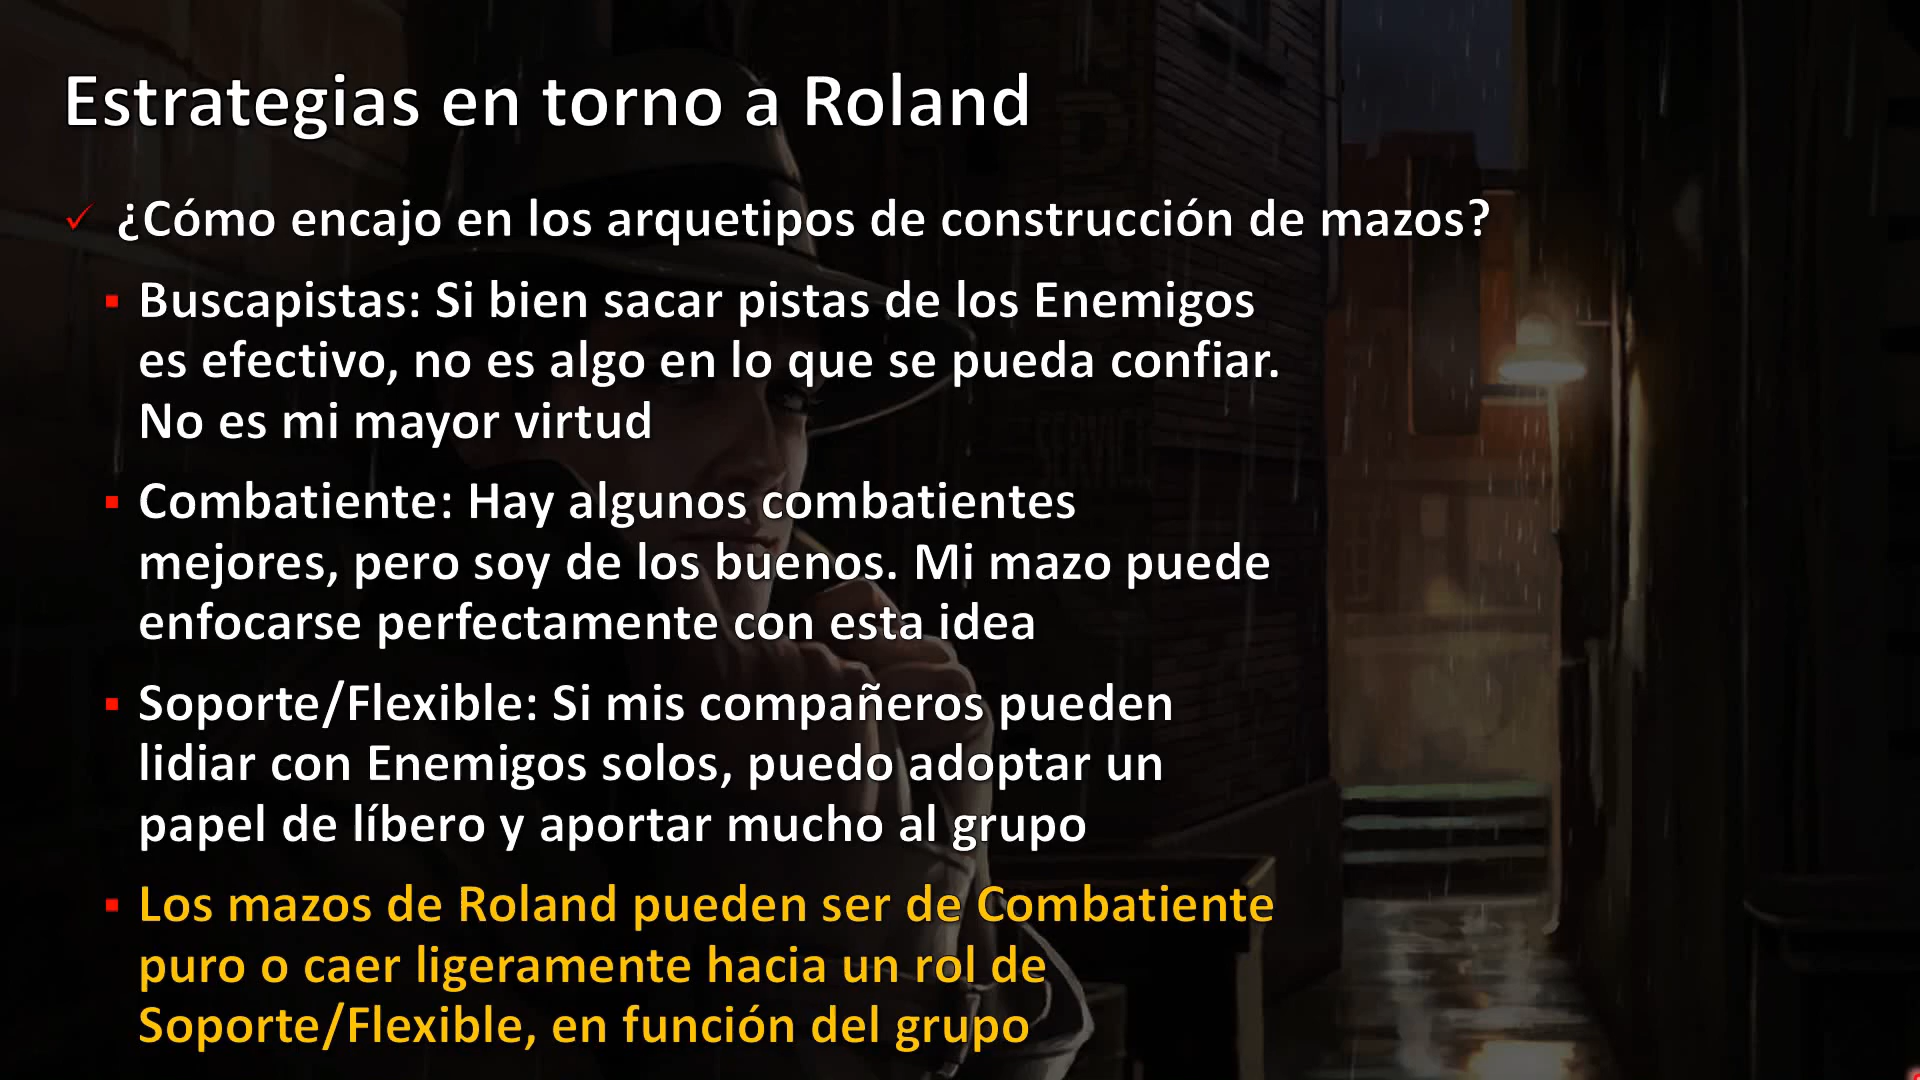 Estrategias en torno a Roland
¿Cómo encajo en los arquetipos de construcción de mazos?
Buscapistas: Si bien sacar pistas de los Enemigos
es efectivo, no es algo en lo que se pueda confiar.
No es mi mayor virtud
Combatiente: Hay algunos combatientes
mejores, pero soy de los buenos. Mi mazo puede
enfocarse perfectamente con esta idea
Soporte/Flexible: Si mis compañeros pueden
lidiar con Enemigos solos, puedo adoptar un
papel de líbero y aportar mucho al grupo
Los mazos de Roland pueden ser de Combatiente
puro o caer ligeramente hacia un rol de
Soporte/Flexible, en función del grupo